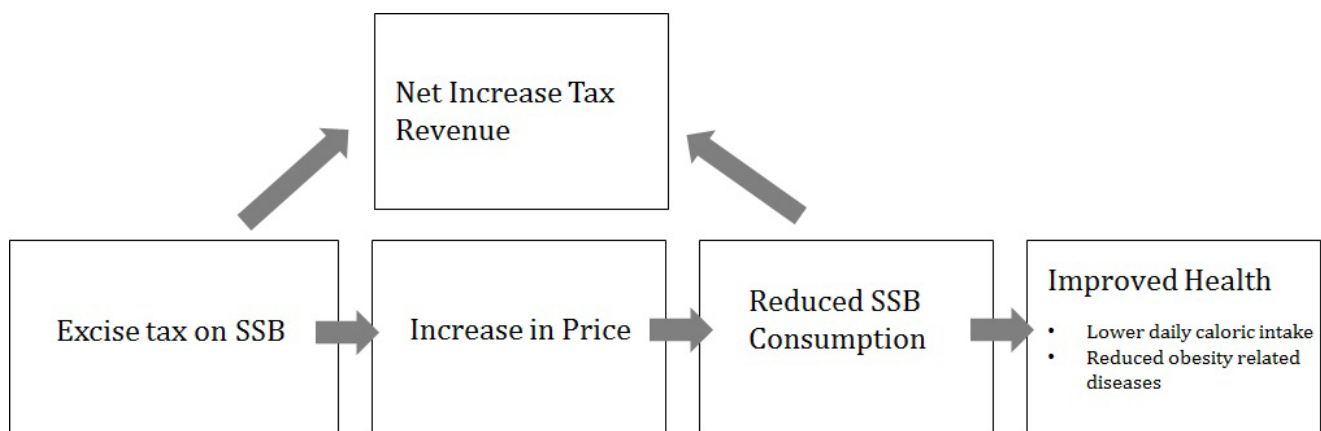 Net Increase Tax
Revenue
Excise tax on SSB
Increase in Price
Reduced SSB
Consumption
Improved Health
• Lower daily caloric intake
• Reduced obesity related
diseases